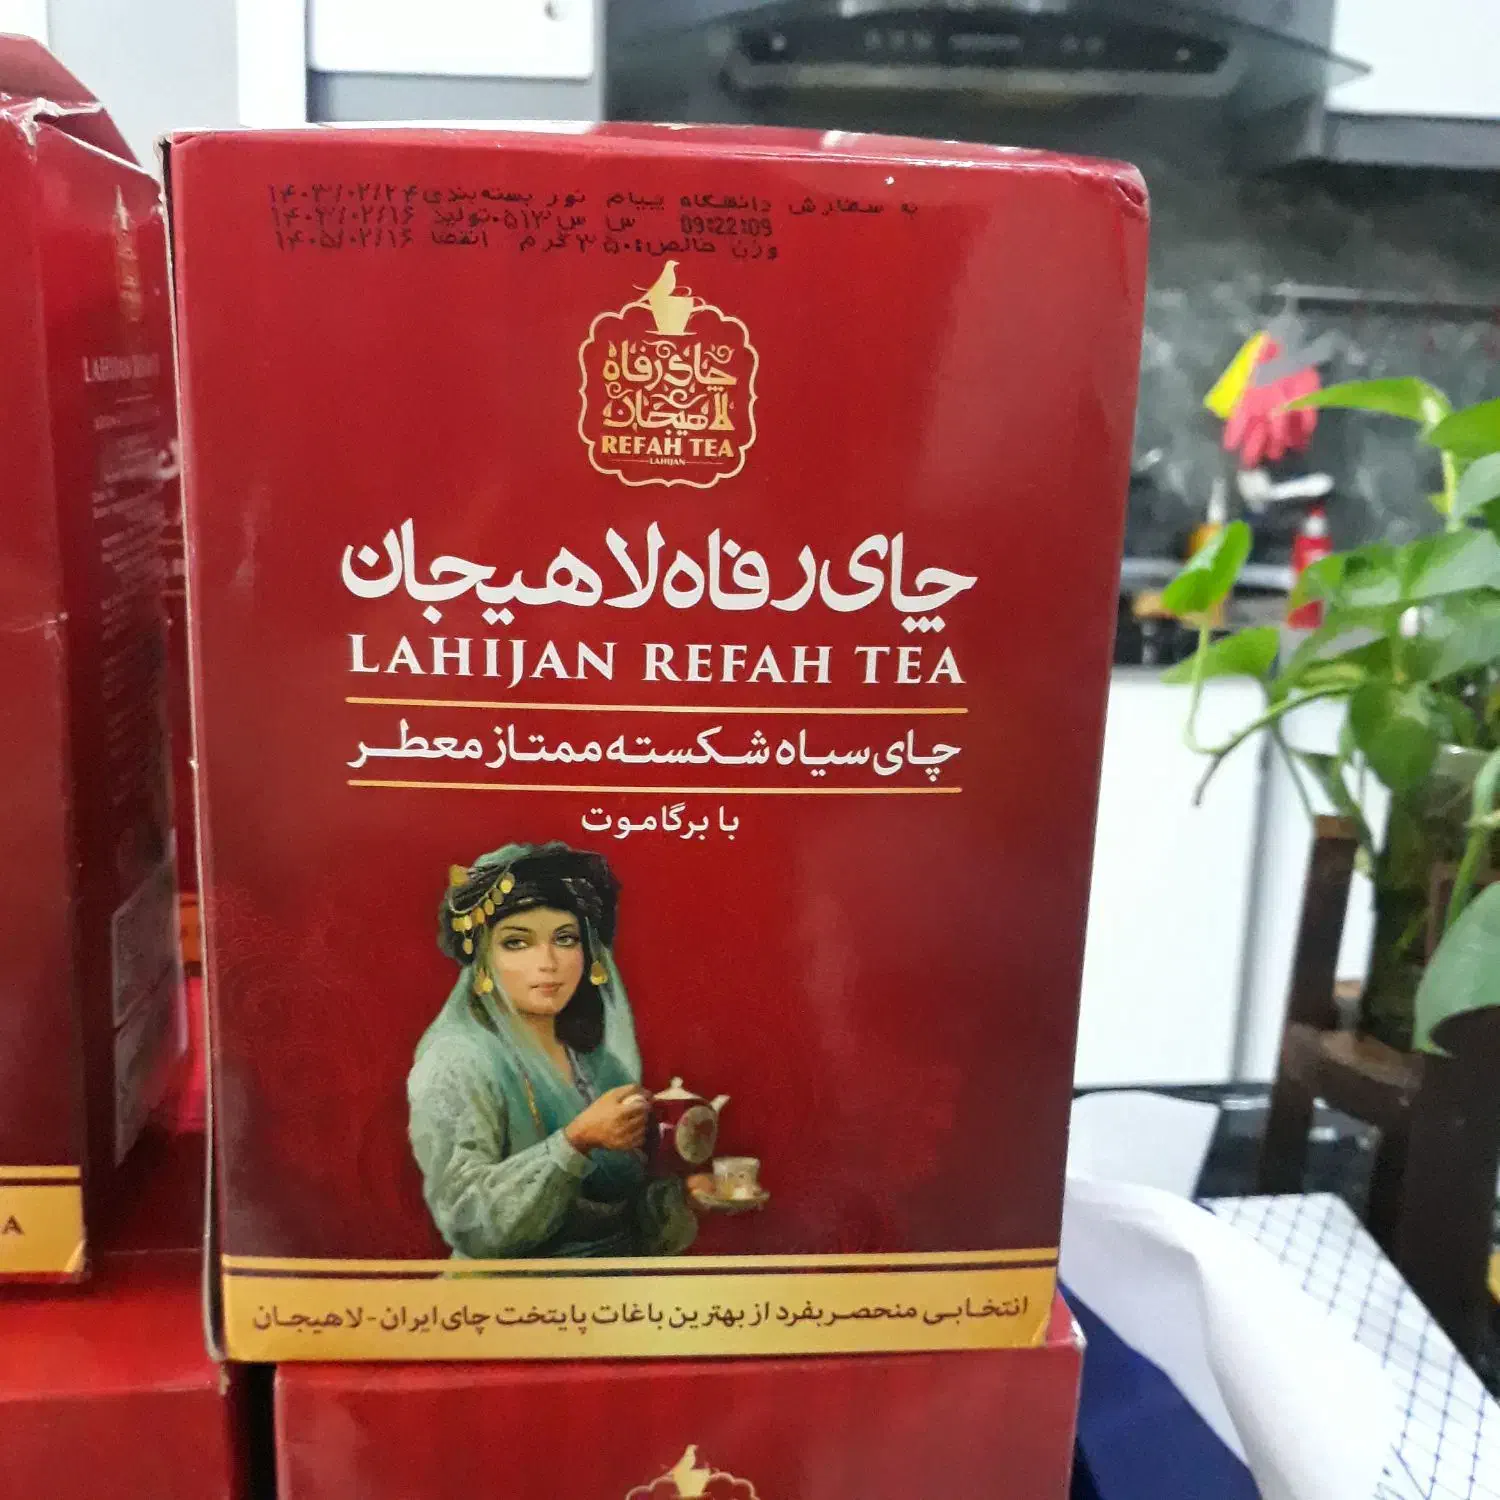 به سفارش دانشگاه پیام نور بسته‌بندی ۱۴۰۳/۰۲/۲۴
09:22:09 س س ۰۵۱۳ تولید ۱۴۰۳/۰۲/۱۶
وزن خالص: ۳۵۰ گرم انقضا ۱۴۰۵/۰۲/۱۶
چای رفاه
لاهیجان
REFAH TEA
LAHIJAN
چای رفاه لاهیجان
LAHIJAN REFAH TEA
چای سیاه شکسته ممتاز معطر
با برگاموت
انتخابی منحصر بفرد از بهترین باغات پایتخت چای ایران - لاهیجان